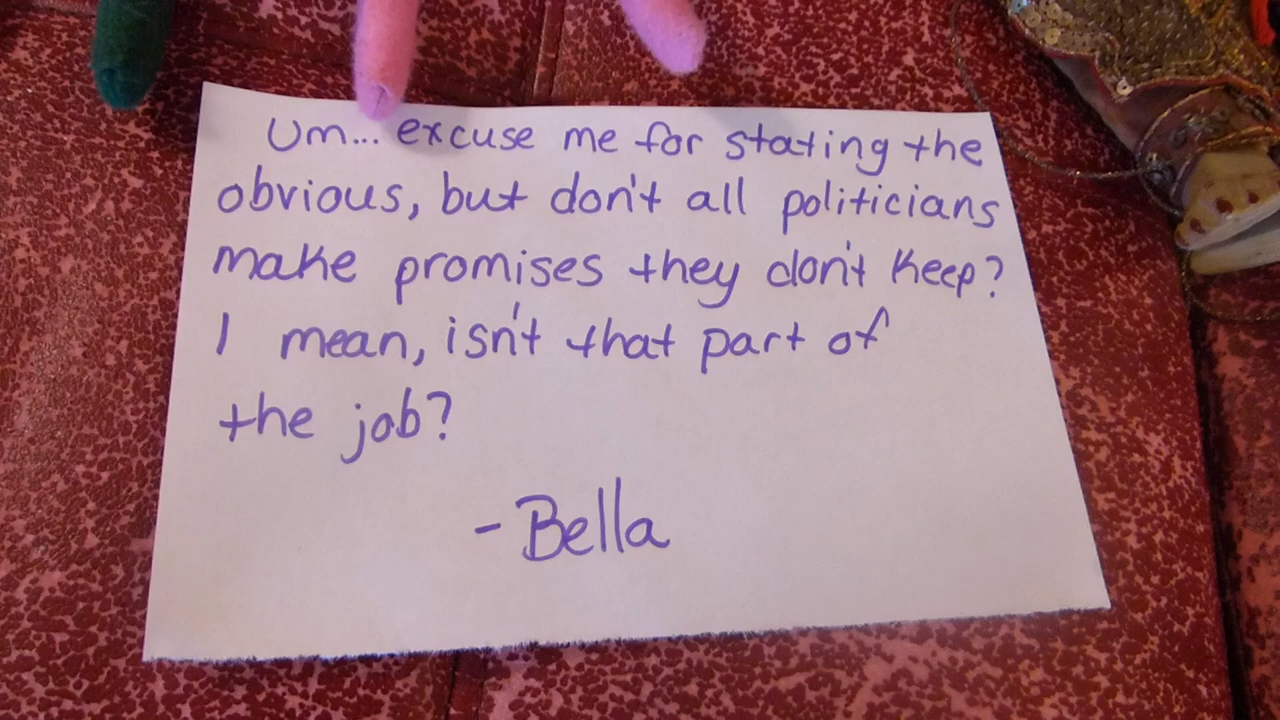 Um... excuse me for stating the
obvious, but don't all politicians
make promises they don't keep?
I mean, isn't that part of
the job?
- Bella